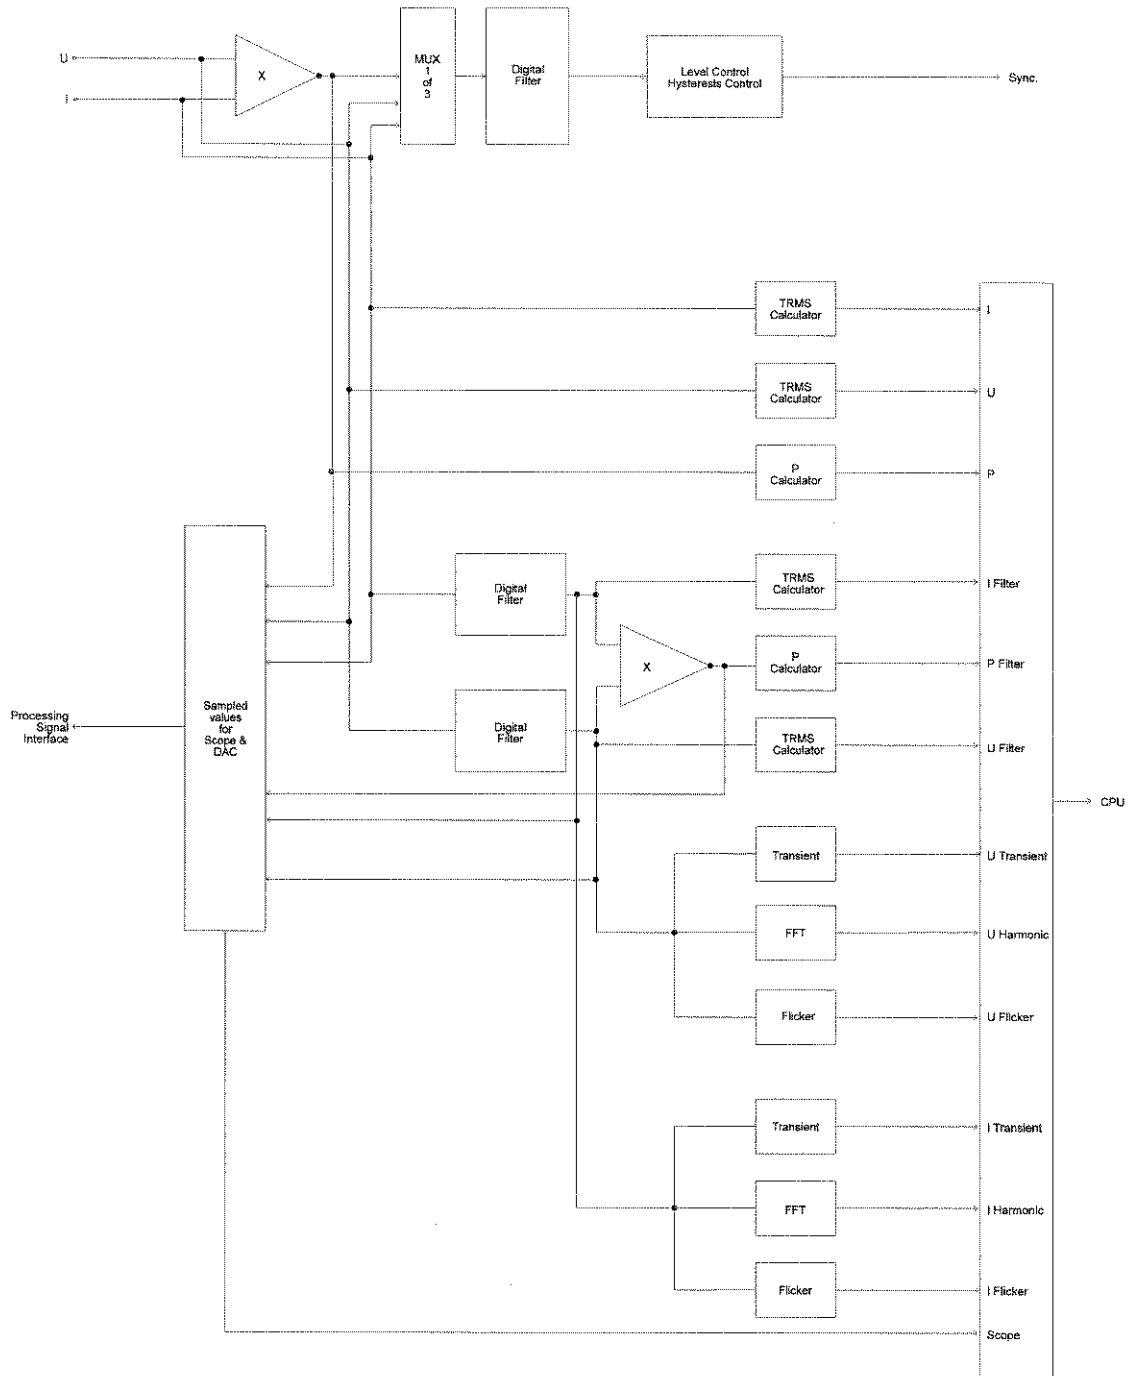 U
I
X
MUX
1
of
3
Digital
Filter
Level Control
Hysteresis Control
Sync.
TRMS
Calculator
I
TRMS
Calculator
U
P
Calculator
P
Digital
Filter
TRMS
Calculator
I Filter
X
P
Calculator
P Filter
Processing
Signal
Interface
Sampled
values
for
Scope &
DAC
Digital
Filter
TRMS
Calculator
U Filter
CPU
Transient
U Transient
FFT
U Harmonic
Flicker
U Flicker
Transient
I Transient
FFT
I Harmonic
Flicker
I Flicker
Scope